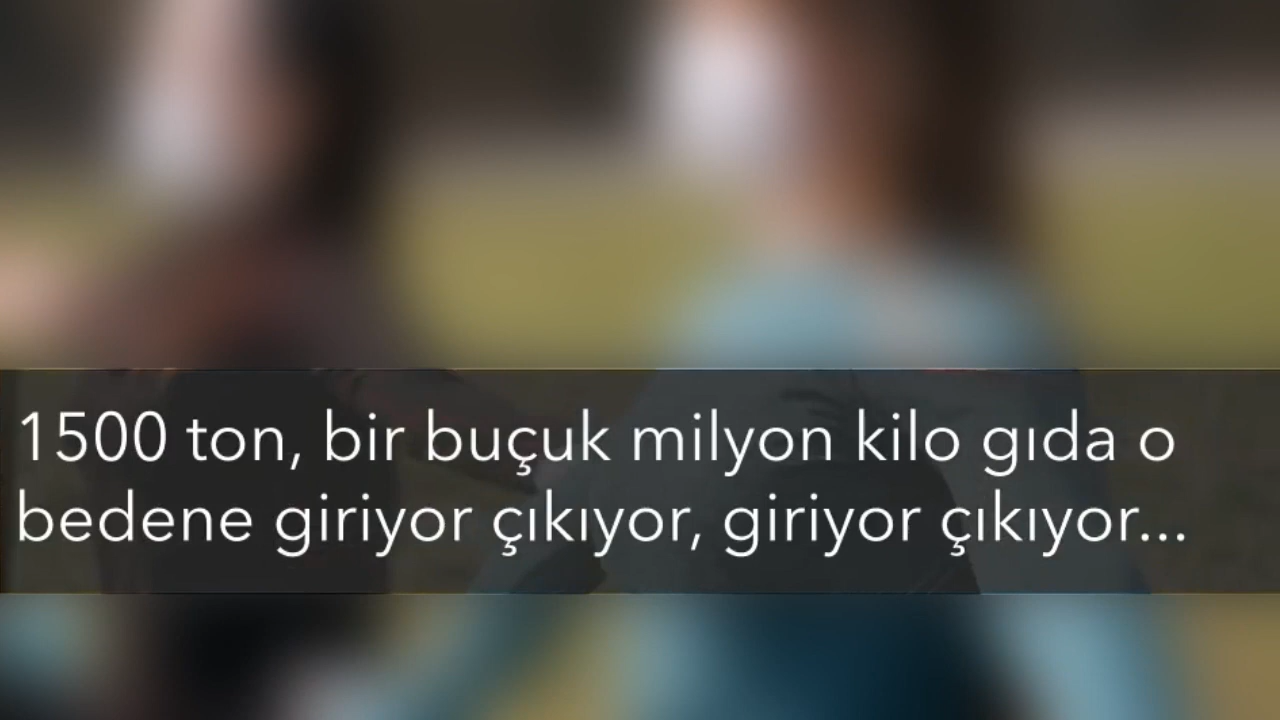 1500 ton, bir buçuk milyon kilo gıda o
bedene giriyor çıkıyor, giriyor çıkıyor...